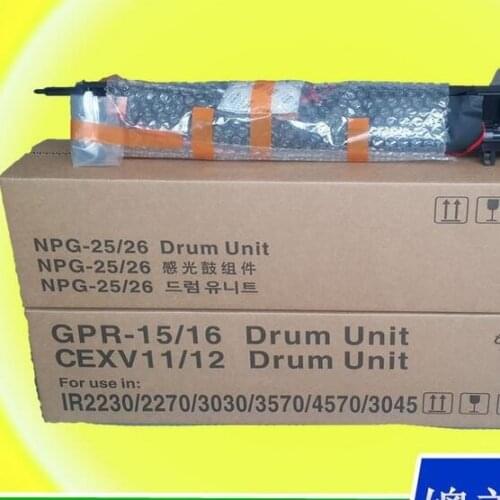 NPG-25/26 Drum Unit
NPG-25/26 感光鼓组件
NPG-25/26 드럼 유니트
GPR-15/16 Drum Unit
CEXV11/12 Drum Unit
For use in:
IR2230/2270/3030/3570/4570/3045